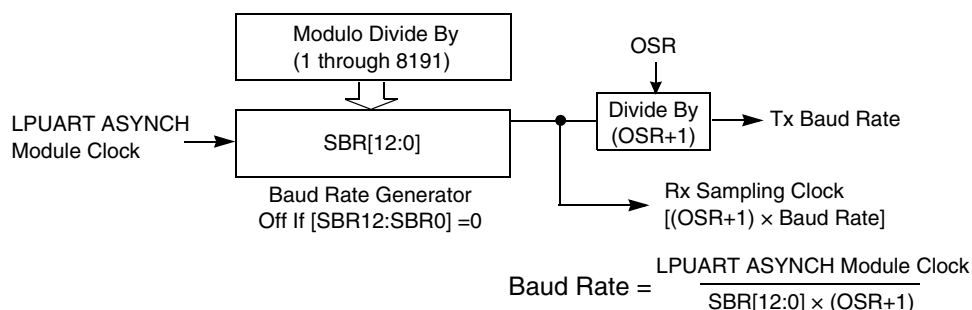 Modulo Divide By
(1 through 8191)
OSR
LPUART ASYNCH
Module Clock
SBR[12:0]
Divide By
(OSR+1)
Tx Baud Rate
Baud Rate Generator
Off If [SBR12:SBR0] =0
Rx Sampling Clock
[(OSR+1) × Baud Rate]
Baud Rate =
LPUART ASYNCH Module Clock
SBR[12:0] × (OSR+1)